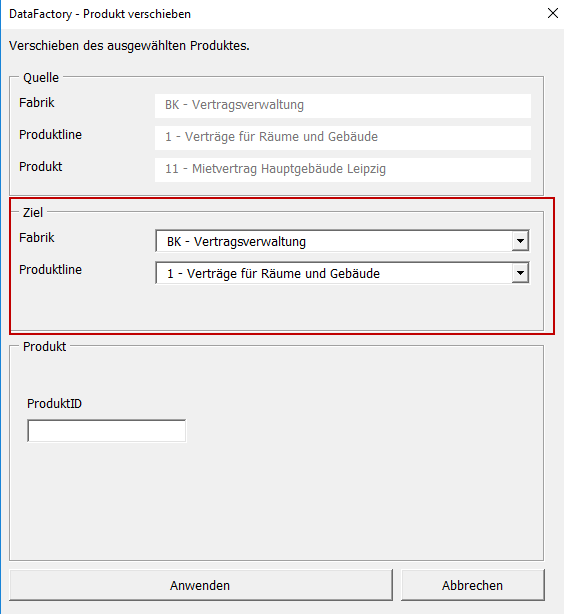 DataFactory - Produkt verschieben
Verschieben des ausgewählten Produktes.
Quelle
Fabrik BK - Vertragsverwaltung
Produktline 1 - Verträge für Räume und Gebäude
Produkt 11 - Mietvertrag Hauptgebäude Leipzig
Ziel
Fabrik BK - Vertragsverwaltung
Produktline 1 - Verträge für Räume und Gebäude
Produkt
ProduktID
Anwenden Abbrechen